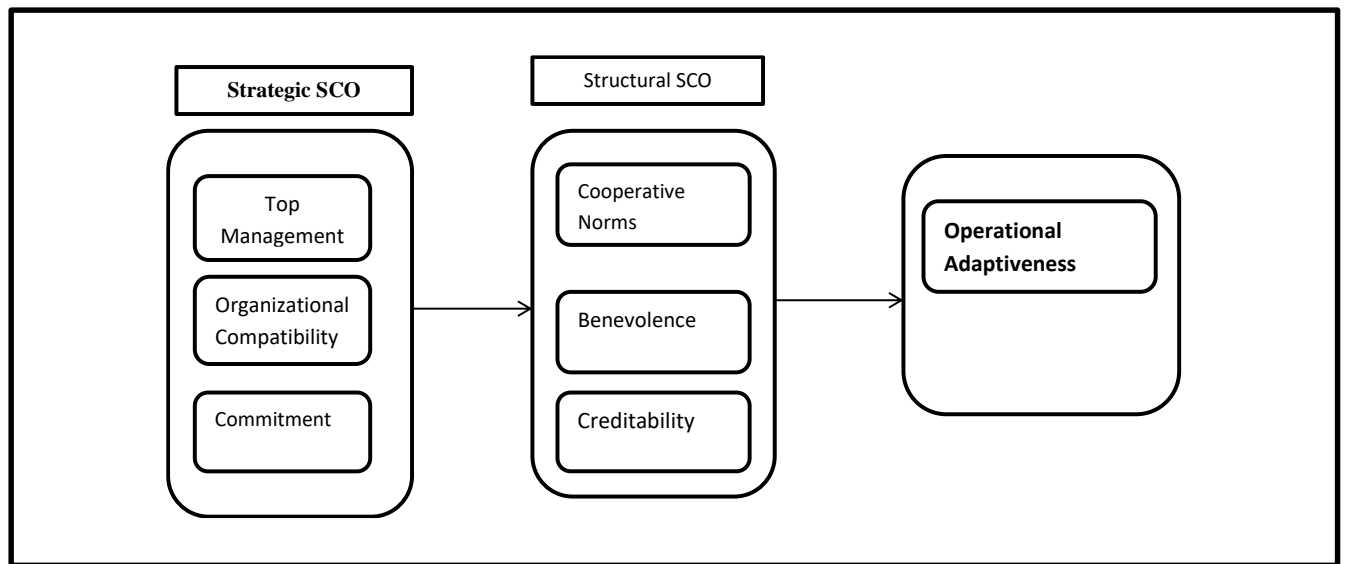 Strategic SCO
Top
Management
Organizational
Compatibility
Commitment
Structural SCO
Cooperative
Norms
Benevolence
Creditability
Operational
Adaptiveness